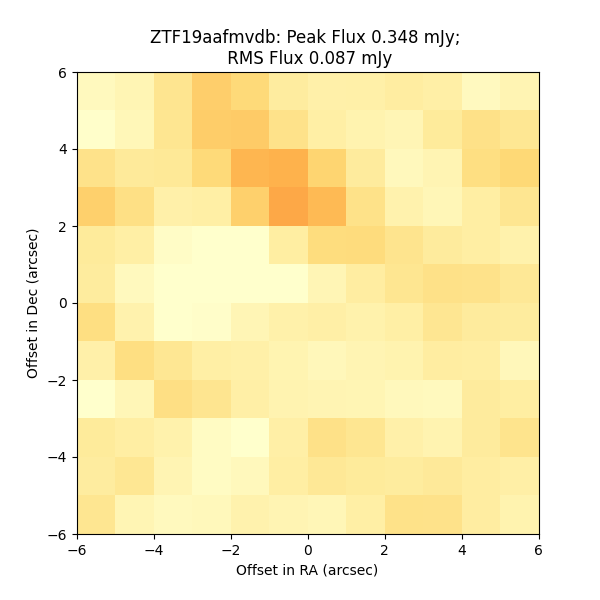 ZTF19aafmvdb: Peak Flux 0.348 mJy;
RMS Flux 0.087 mJy
6
4
2
0
−2
−4
−6
Offset in Dec (arcsec)
−6 −4 −2 0 2 4 6
Offset in RA (arcsec)